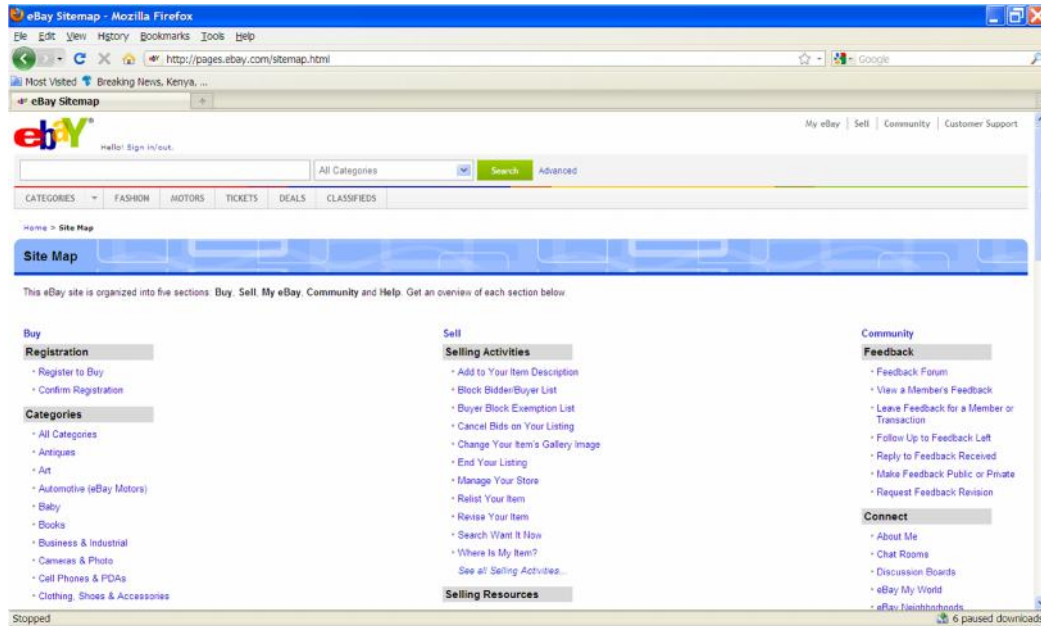 eBay Sitemap - Mozilla Firefox
File Edit View History Bookmarks Tools Help
http://pages.ebay.com/sitemap.html
Google
Most Visited Breaking News, Kenya, ...
eBay Sitemap
ebY
Hello! Sign in/out.
My eBay | Sell | Community | Customer Support
All Categories
Search
Advanced
CATEGORIES FASHION MOTORS TICKETS DEALS CLASSIFIEDS
Home > Site Map
Site Map
This eBay site is organized into five sections: Buy, Sell, My eBay, Community and Help. Get an overview of each section below.
Buy
Registration
Register to Buy
Confirm Registration
Categories
All Categories
Antiques
Art
Automotive (eBay Motors)
Baby
Books
Business & Industrial
Cameras & Photo
Cell Phones & PDAs
Clothing, Shoes & Accessories
Sell
Selling Activities
Add to Your Item Description
Block Bidder/Buyer List
Buyer Block Exemption List
Cancel Bids on Your Listing
Change Your Item's Gallery Image
End Your Listing
Manage Your Store
Relist Your Item
Revise Your Item
Search Want It Now
Where Is My Item?
See all Selling Activities...
Selling Resources
Community
Feedback
Feedback Forum
View a Member's Feedback
Leave Feedback for a Member or
Transaction
Follow Up to Feedback Left
Reply to Feedback Received
Make Feedback Public or Private
Request Feedback Revision
Connect
About Me
Chat Rooms
Discussion Boards
eBay My World
eBay Neighborhoods
Stopped
6 paused downloads